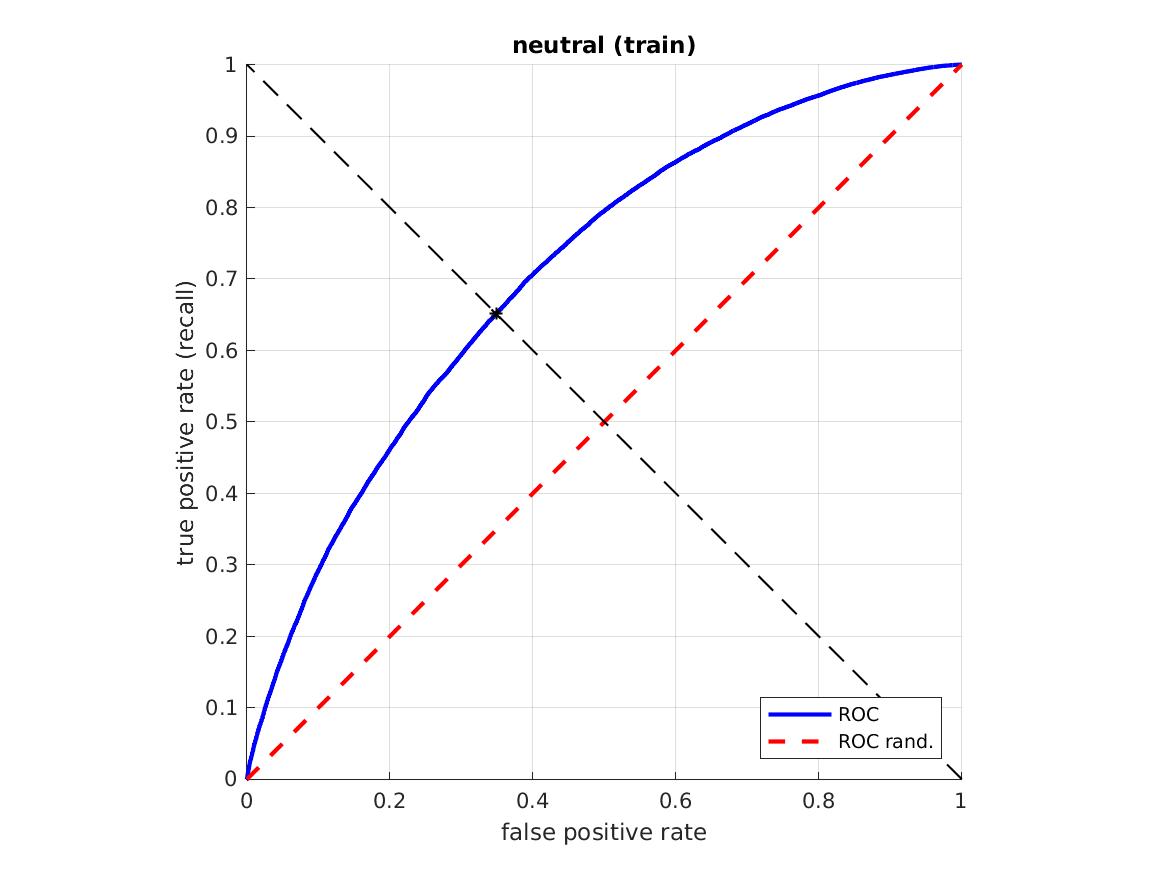 neutral (train)
true positive rate (recall)
1
0.9
0.8
0.7
0.6
0.5
0.4
0.3
0.2
0.1
0
0 0.2 0.4 0.6 0.8 1
false positive rate
ROC
ROC rand.